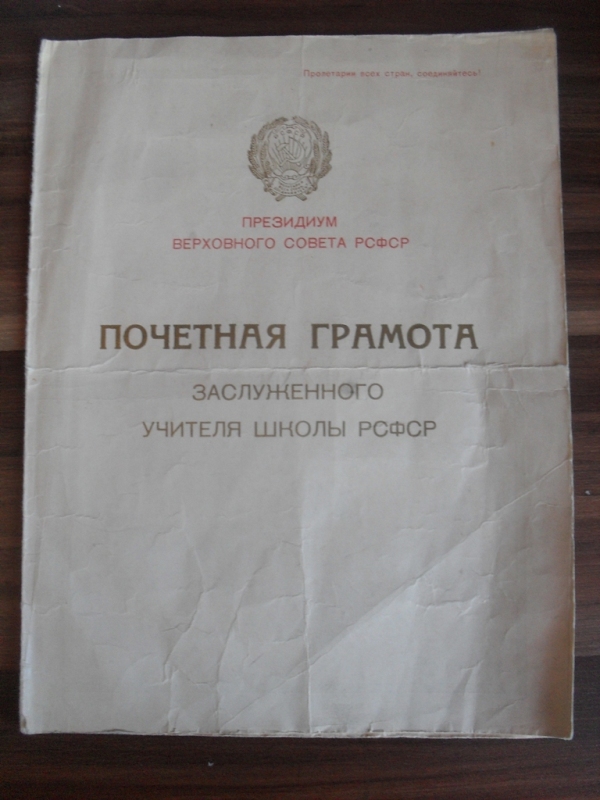 Пролетарии всех стран, соединяйтесь!
ПРЕЗИДИУМ
ВЕРХОВНОГО СОВЕТА РСФСР
ПОЧЕТНАЯ ГРАМОТА
ЗАСЛУЖЕННОГО
УЧИТЕЛЯ ШКОЛЫ РСФСР